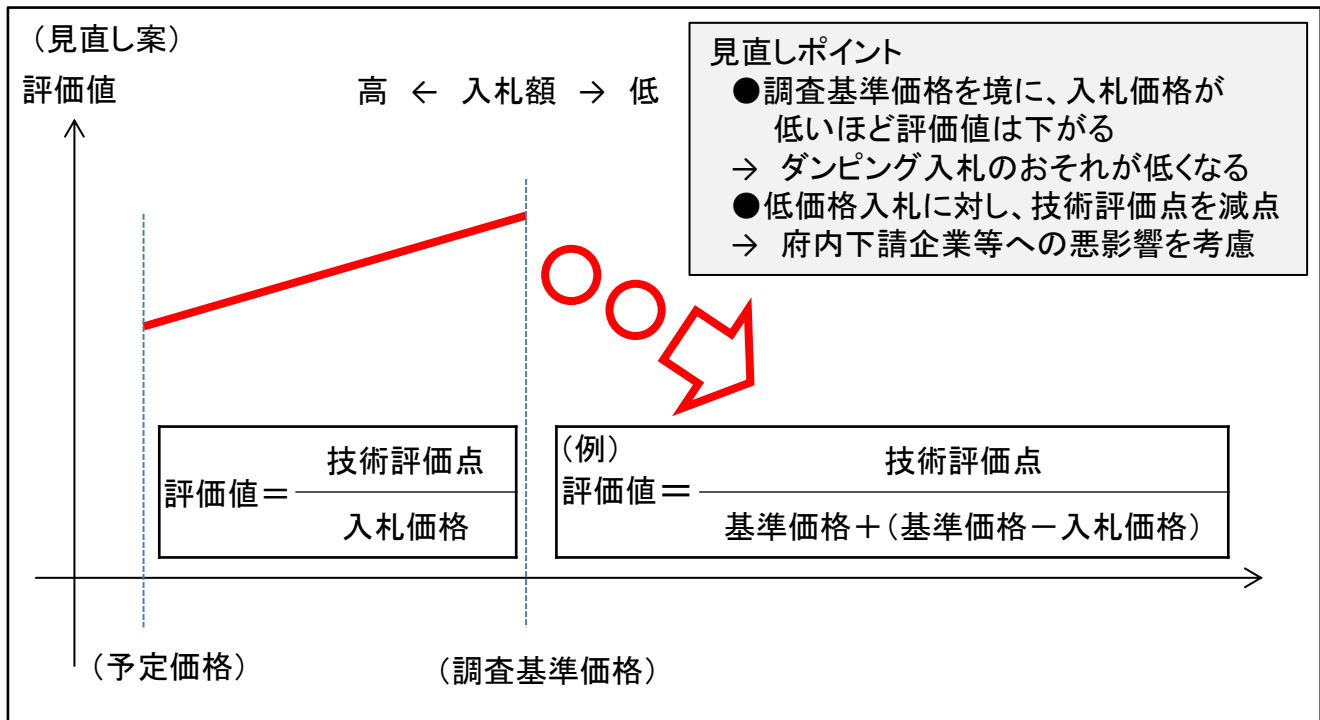 （見直し案）
評価値
高 ← 入札額 → 低
見直しポイント
●調査基準価格を境に、入札価格が
低いほど評価値は下がる
→ ダンピング入札のおそれが低くなる
●低価格入札に対し、技術評価点を減点
→ 府内下請企業等への悪影響を考慮
技術評価点
評価値＝
入札価格
（例）
技術評価点
評価値＝
基準価格＋（基準価格－入札価格）
（予定価格）
（調査基準価格）